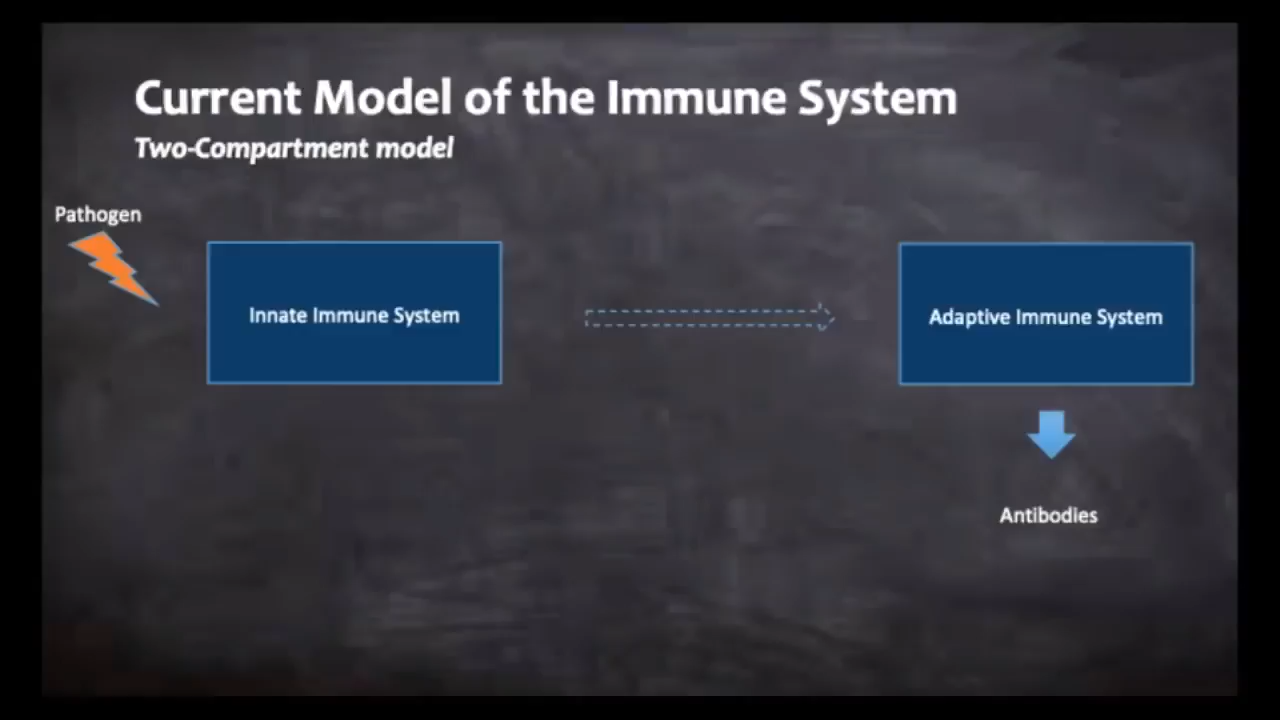 Current Model of the Immune System
Two-Compartment model
Pathogen
Innate Immune System
Adaptive Immune System
Antibodies